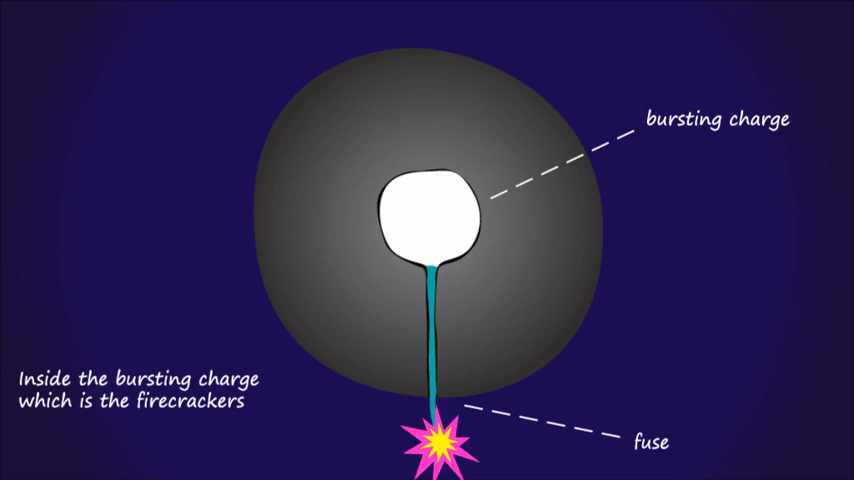 bursting charge
Inside the bursting charge
which is the firecrackers
fuse